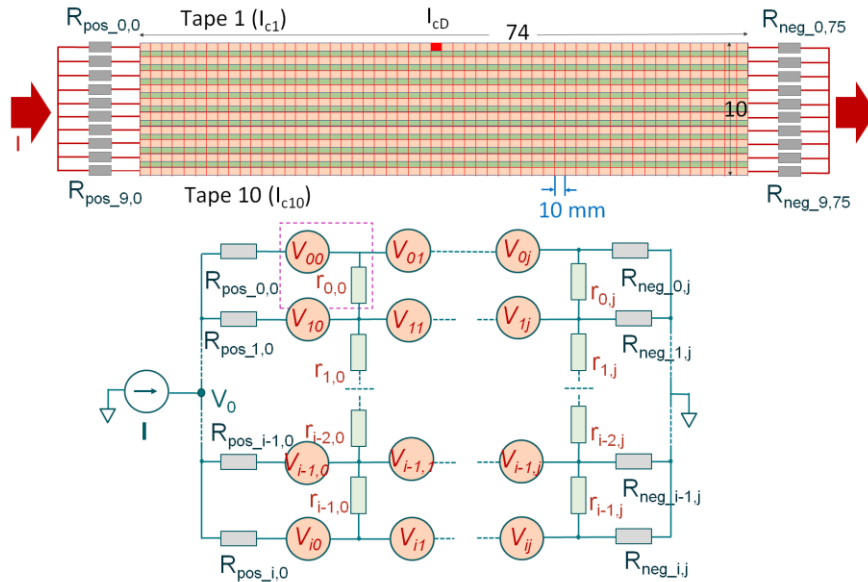 R_pos_0,0
Tape 1 (I_c1)
I_cD
74
R_neg_0,75
I
10
R_pos_9,0
Tape 10 (I_c10)
10 mm
R_neg_9,75
R_pos_0,0
V_00
r_0,0
V_01
V_0j
r_0,j
R_neg_0,j
R_pos_1,0
V_10
V_11
V_1j
R_neg_1,j
r_1,0
r_1,j
V_0
I
R_pos_i-1,0
r_i-2,0
r_i-2,j
V_i-1,0
V_i-1,1
V_i-1,j
R_neg_i-1,j
r_i-1,0
r_i-1,j
R_pos_i,0
V_i0
V_i1
V_ij
R_neg_i,j